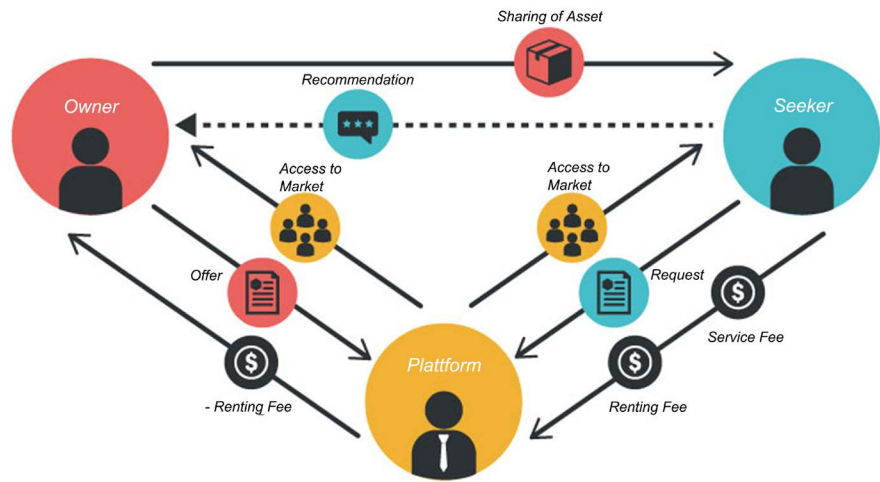 Sharing of Asset
Recommendation
Owner
Seeker
Access to
Market
Access to
Market
Offer
Request
Service Fee
Plattform
- Renting Fee
Renting Fee